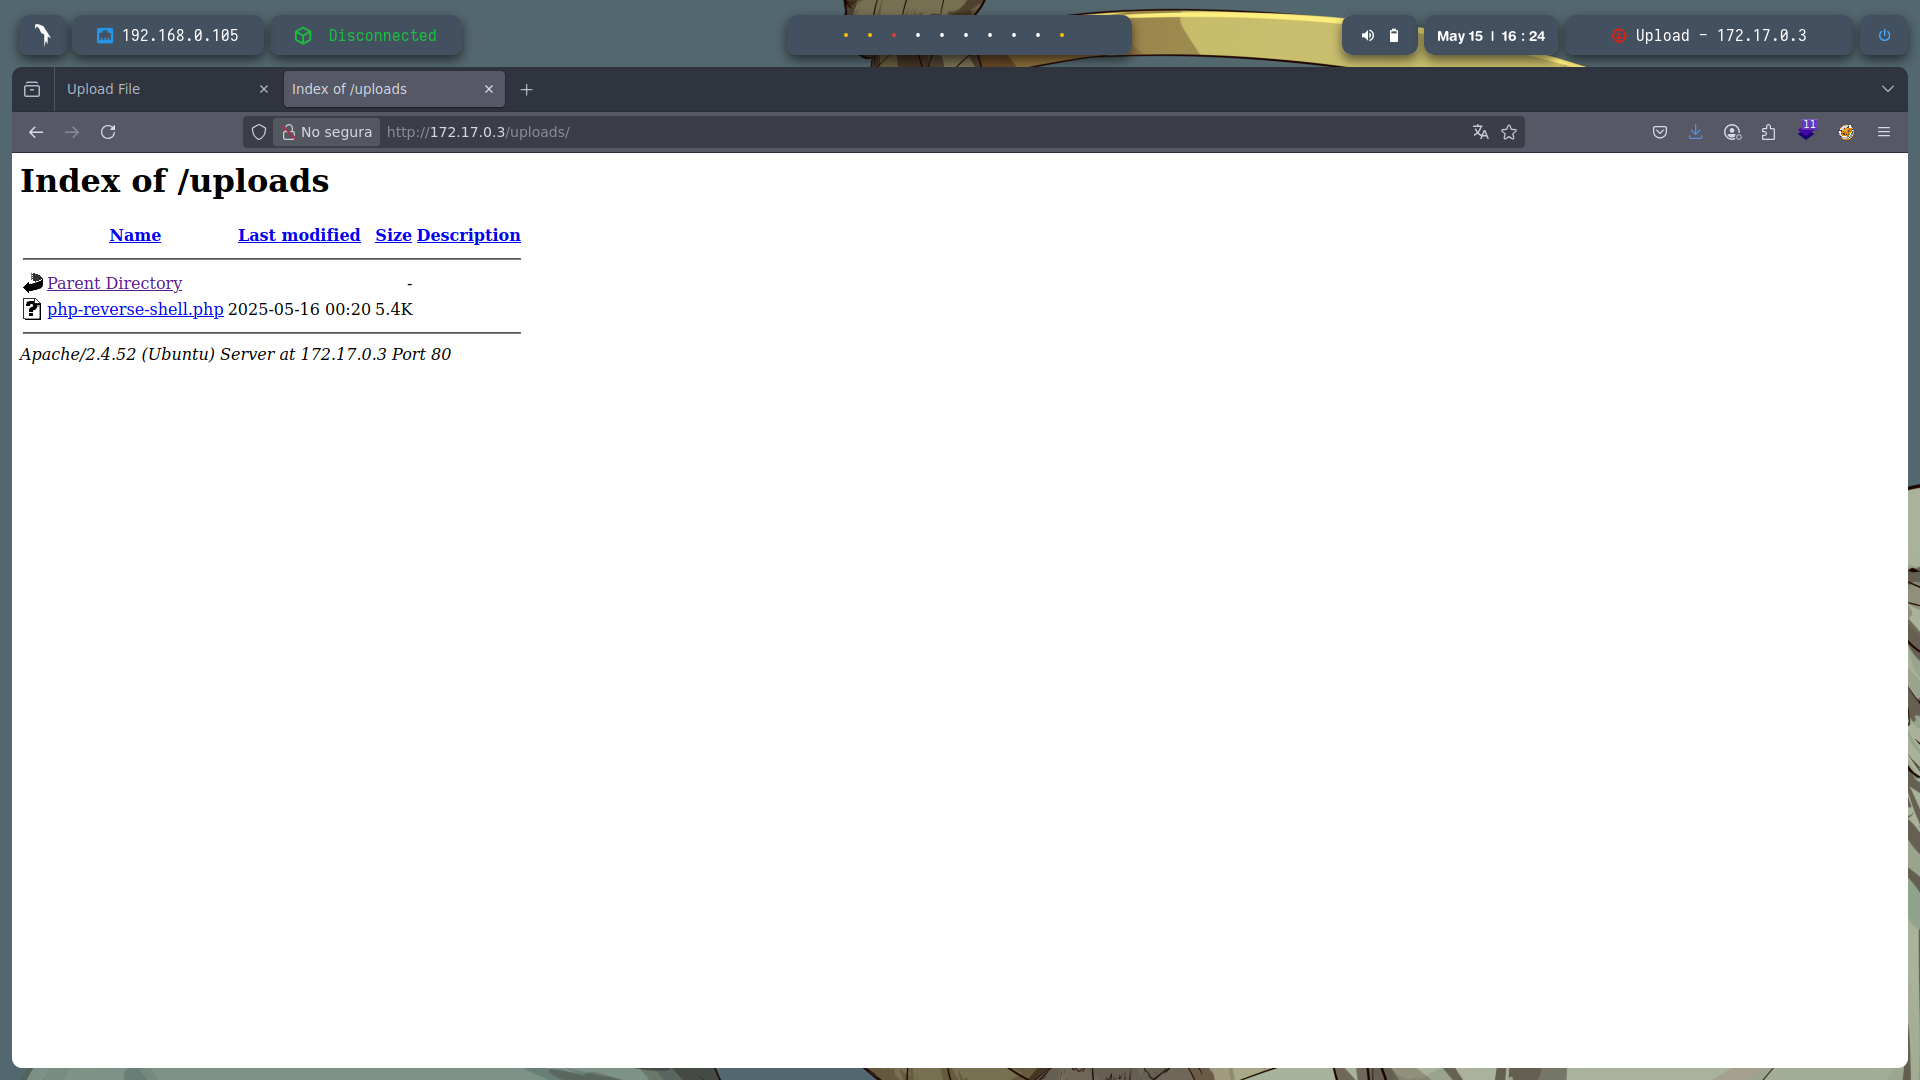 192.168.0.105
Disconnected
May 15 | 16 : 24
Upload - 172.17.0.3
Upload File
Index of /uploads
No segura
http://172.17.0.3/uploads/
11
Index of /uploads
Name Last modified Size Description
Parent Directory -
php-reverse-shell.php 2025-05-16 00:20 5.4K
Apache/2.4.52 (Ubuntu) Server at 172.17.0.3 Port 80